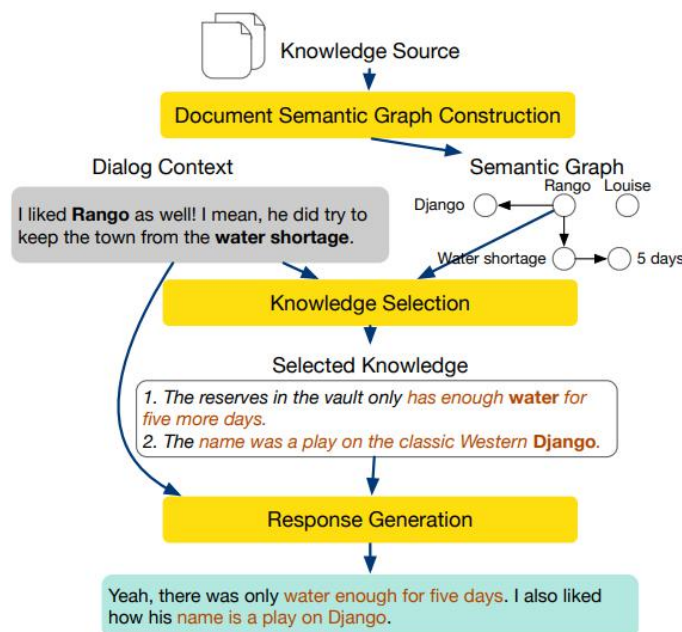 Knowledge Source
Document Semantic Graph Construction
Dialog Context
Semantic Graph
I liked Rango as well! I mean, he did try to
keep the town from the water shortage.
Rango
Louise
Django
Water shortage
5 days
Knowledge Selection
Selected Knowledge
1. The reserves in the vault only has enough water for
five more days.
2. The name was a play on the classic Western Django.
Response Generation
Yeah, there was only water enough for five days. I also liked
how his name is a play on Django.